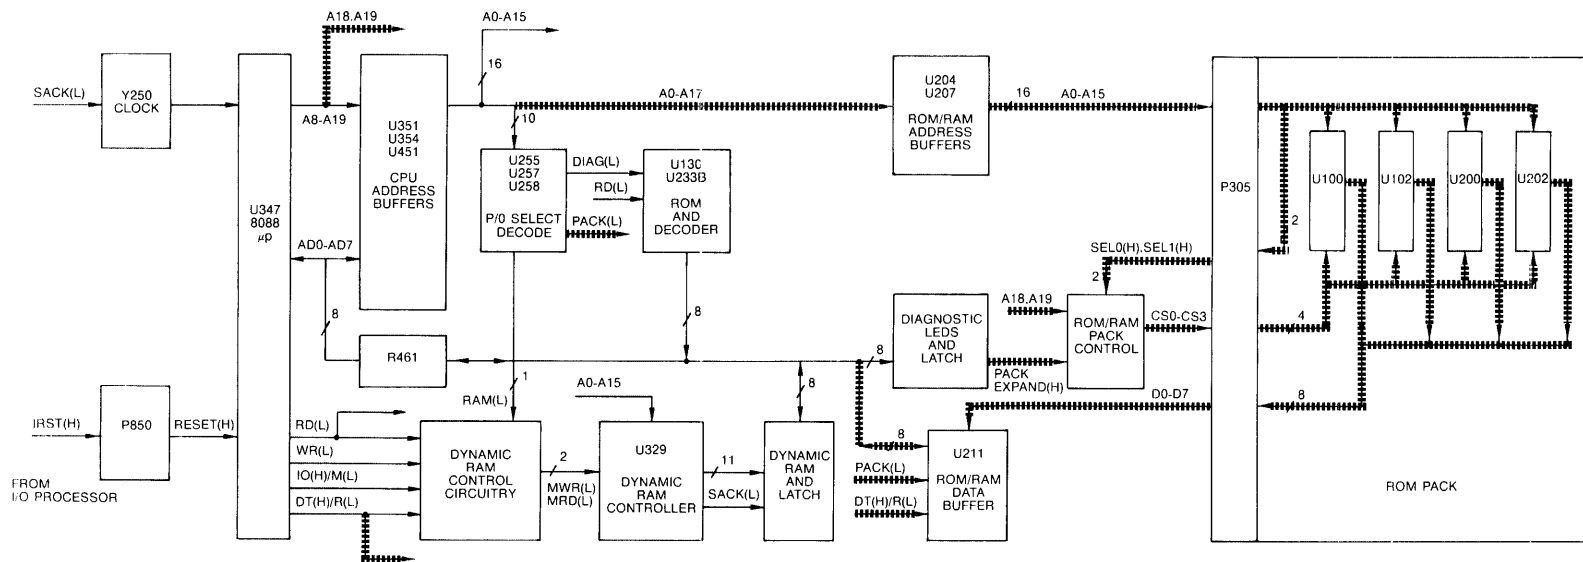 A18.A19
A0-A15
SACK(L)
Y250
CLOCK
A8-A19
16
U351
U354
U451
CPU
ADDRESS
BUFFERS
10
A0-A17
U204
U207
ROM/RAM
ADDRESS
BUFFERS
16
A0-A15
P305
U100
U102
U200
U202
2
U255
U257
U258
P/0 SELECT
DECODE
DIAG(L)
RD(L)
PACK(L)
U130
U233B
ROM
AND
DECODER
U347
8088
μp
AD0-AD7
8
R461
8
SEL0(H).SEL1(H)
2
A18.A19
DIAGNOSTIC
LEDS
AND
LATCH
ROM/RAM
PACK
CONTROL
CS0-CS3
4
8
PACK
EXPAND(H)
1
RAM(L)
A0-A15
8
D0-D7
8
IRST(H)
P850
RESET(H)
FROM
I/O PROCESSOR
RD(L)
WR(L)
IO(H)/M(L)
DT(H)/R(L)
DYNAMIC
RAM
CONTROL
CIRCUITRY
2
MWR(L)
MRD(L)
U329
DYNAMIC
RAM
CONTROLLER
11
SACK(L)
DYNAMIC
RAM
AND
LATCH
8
PACK(L)
DT(H)/R(L)
U211
ROM/RAM
DATA
BUFFER
ROM PACK